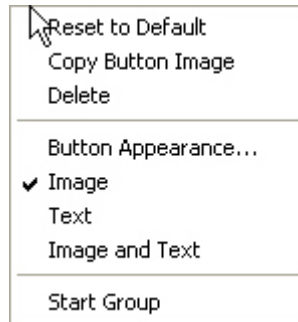 Reset to Default
Copy Button Image
Delete
Button Appearance...
Image
Text
Image and Text
Start Group